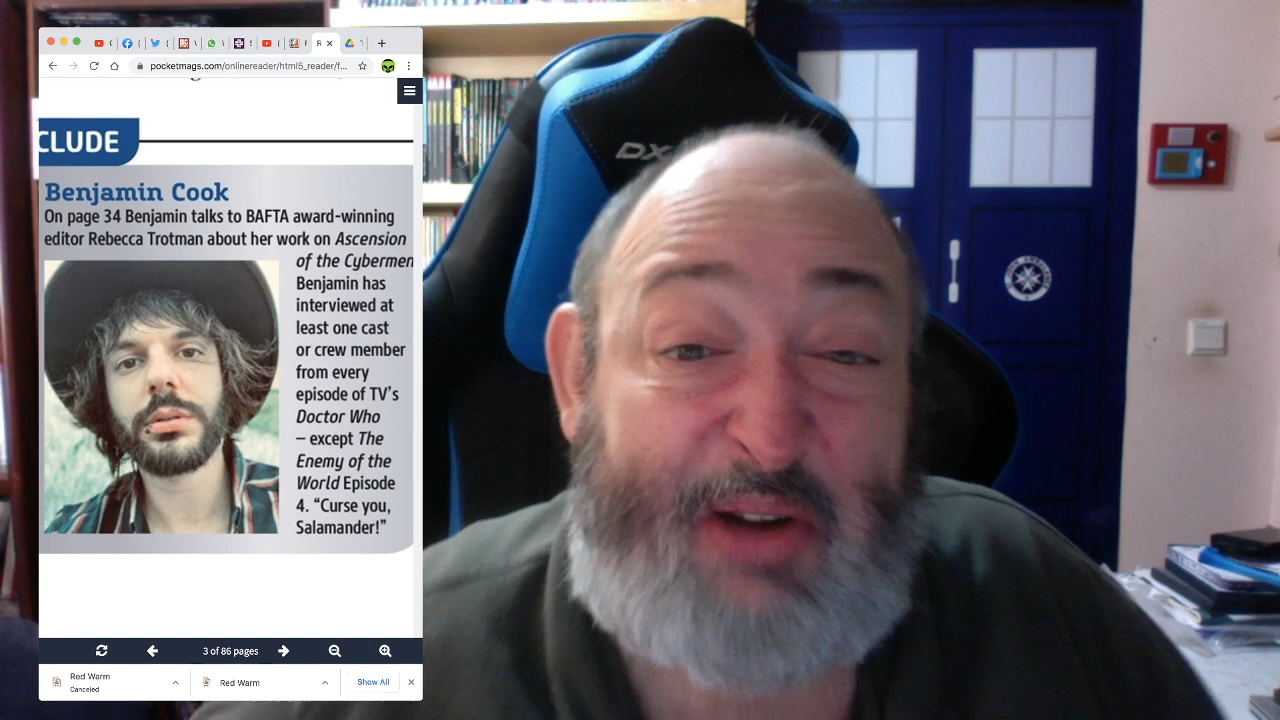 pocketmags.com/onlinereader/html5_reader/f...
CLUDE
Benjamin Cook
On page 34 Benjamin talks to BAFTA award-winning
editor Rebecca Trotman about her work on Ascension
of the Cybermen
Benjamin has
interviewed at
least one cast
or crew member
from every
episode of TV's
Doctor Who
– except The
Enemy of the
World Episode
4. “Curse you,
Salamander!”
3 of 86 pages
Red Warm
Canceled
Red Warm
Show All
DX